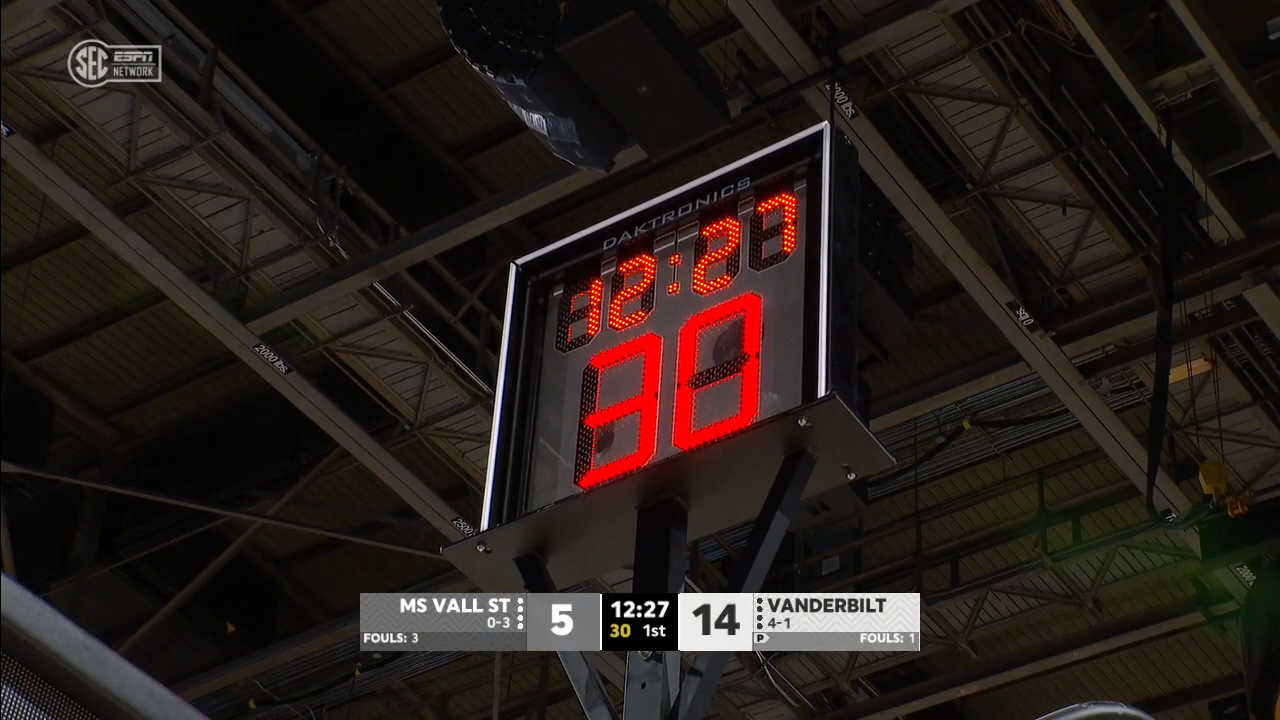 SEC ESPN
NETWORK
2000 lbs.
DAKTRONICS
12:27
30
2000 lbs.
2500
MS VALL ST 5 12:27 14 VANDERBILT
0-3 30 1st 4-1
FOULS: 3 P FOULS: 1